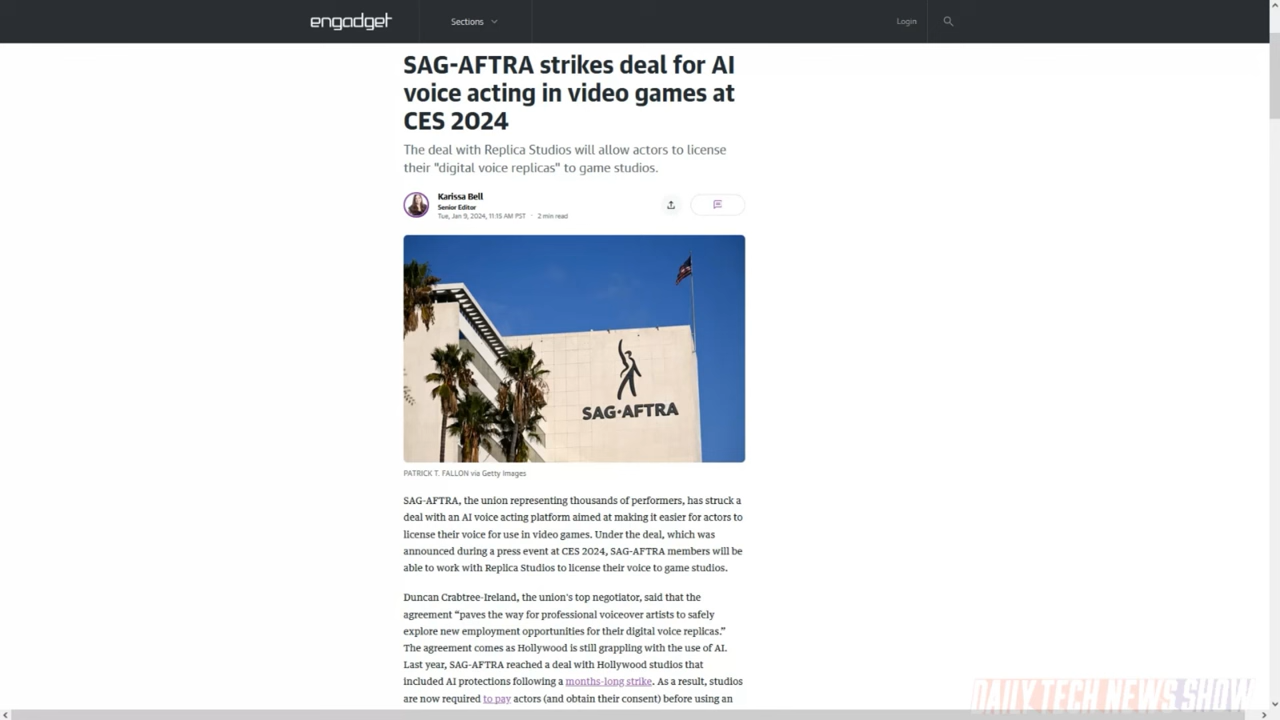 engadget
Sections
Login
SAG-AFTRA strikes deal for AI
voice acting in video games at
CES 2024
The deal with Replica Studios will allow actors to license
their "digital voice replicas" to game studios.
Karissa Bell
Senior Editor
Tue, Jan 9, 2024, 11:15 AM PST · 2 min read
SAG·AFTRA
PATRICK T. FALLON via Getty Images
SAG-AFTRA, the union representing thousands of performers, has struck a
deal with an AI voice acting platform aimed at making it easier for actors to
license their voice for use in video games. Under the deal, which was
announced during a press event at CES 2024, SAG-AFTRA members will be
able to work with Replica Studios to license their voice to game studios.
Duncan Crabtree-Ireland, the union's top negotiator, said that the
agreement “paves the way for professional voiceover artists to safely
explore new employment opportunities for their digital voice replicas.”
The agreement comes as Hollywood is still grappling with the use of AI.
Last year, SAG-AFTRA reached a deal with Hollywood studios that
included AI protections following a months-long strike. As a result, studios
are now required to pay actors (and obtain their consent) before using an
DAILY TECH NEWS SHOW